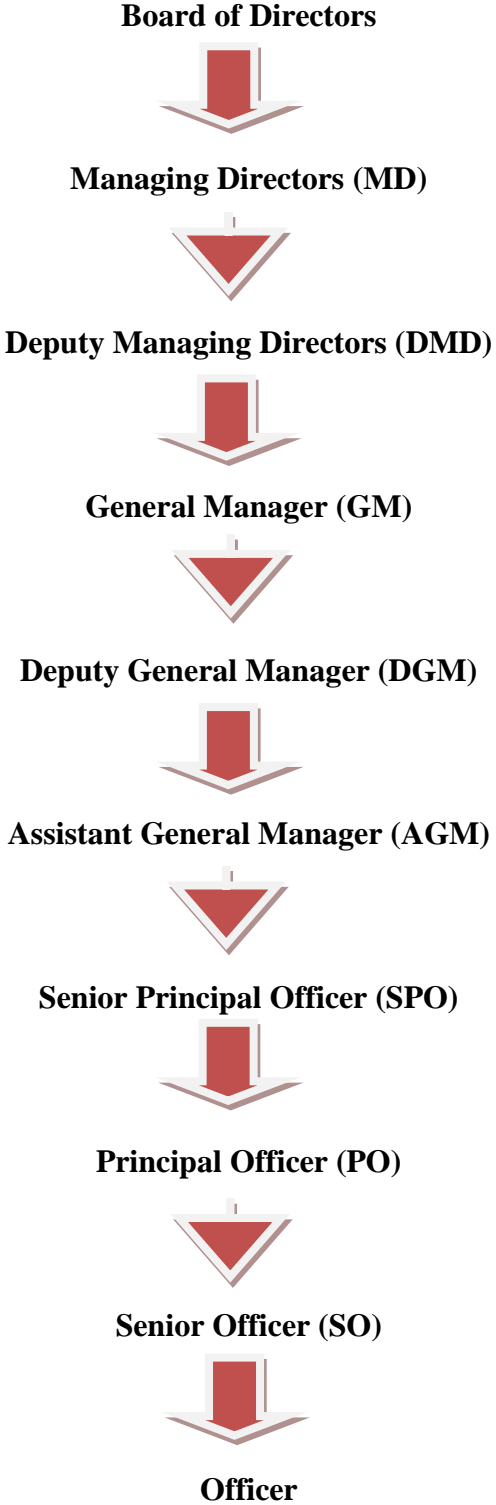 Board of Directors
Managing Directors (MD)
Deputy Managing Directors (DMD)
General Manager (GM)
Deputy General Manager (DGM)
Assistant General Manager (AGM)
Senior Principal Officer (SPO)
Principal Officer (PO)
Senior Officer (SO)
Officer